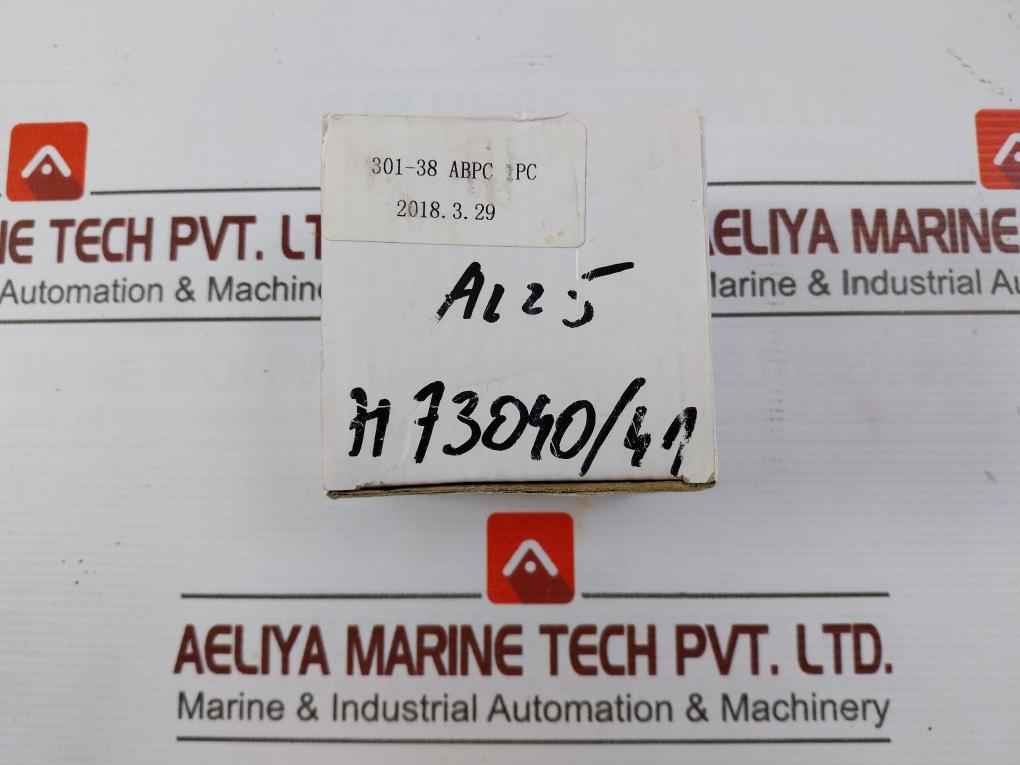 301-38 ABPC 1PC
2018.3.29
AL25
H73040/41
NE TECH PVT. LT
Automation & Machin
AELIYA MARINE
Marine & Industrial Au
AELIYA MARINE TECH PVT. LTD.
Marine & Industrial Automation & Machinery